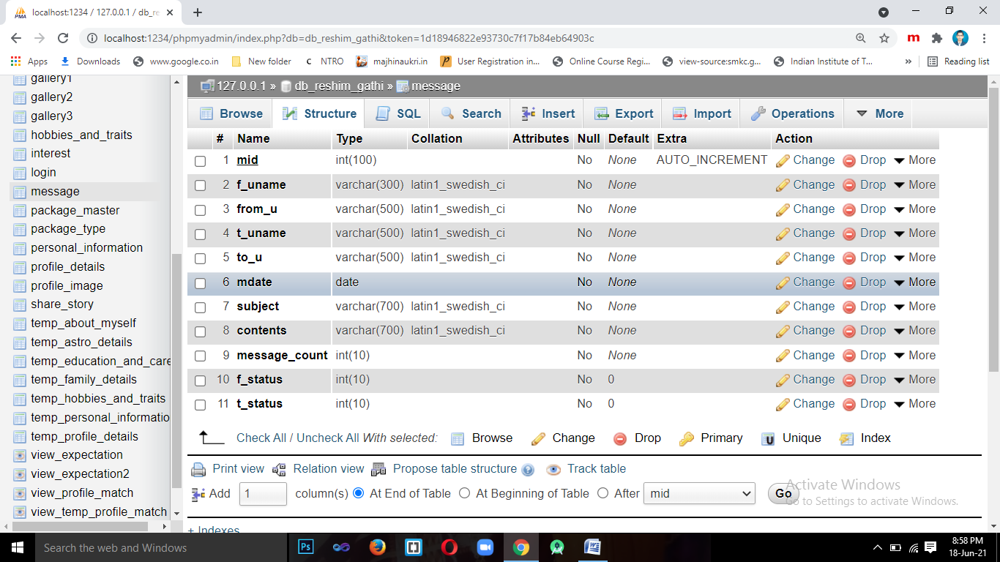 localhost:1234 / 127.0.0.1 / db_re
localhost:1234/phpmyadmin/index.php?db=db_reshim_gathi&token=1d18946822e93730c7f17b84eb64903c
Apps Downloads www.google.co.in New folder NTRO majhinaukri.in User Registration in... Online Course Regi... view-source:smkc.g... Indian Institute of T... » Reading list
gallery1
gallery2
gallery3
hobbies_and_traits
interest
login
message
package_master
package_type
personal_information
profile_details
profile_image
share_story
temp_about_myself
temp_astro_details
temp_education_and_care
temp_family_details
temp_hobbies_and_traits
temp_personal_informatio
temp_profile_details
view_expectation
view_expectation2
view_profile_match
view_temp_profile_match
127.0.0.1 » db_reshim_gathi » message
Browse Structure SQL Search Insert Export Import Operations More
# Name Type Collation Attributes Null Default Extra Action
1 mid int(100) No None AUTO_INCREMENT Change Drop More
2 f_uname varchar(300) latin1_swedish_ci No None Change Drop More
3 from_u varchar(500) latin1_swedish_ci No None Change Drop More
4 t_uname varchar(500) latin1_swedish_ci No None Change Drop More
5 to_u varchar(500) latin1_swedish_ci No None Change Drop More
6 mdate date No None Change Drop More
7 subject varchar(700) latin1_swedish_ci No None Change Drop More
8 contents varchar(700) latin1_swedish_ci No None Change Drop More
9 message_count int(10) No None Change Drop More
10 f_status int(10) No 0 Change Drop More
11 t_status int(10) No 0 Change Drop More
Check All / Uncheck All With selected: Browse Change Drop Primary Unique Index
Print view Relation view Propose table structure Track table
Add 1 column(s) At End of Table At Beginning of Table After mid Go
+ Indexes
Activate Windows
Go to Settings to activate Windows.
Search the web and Windows
8:58 PM
18-Jun-21